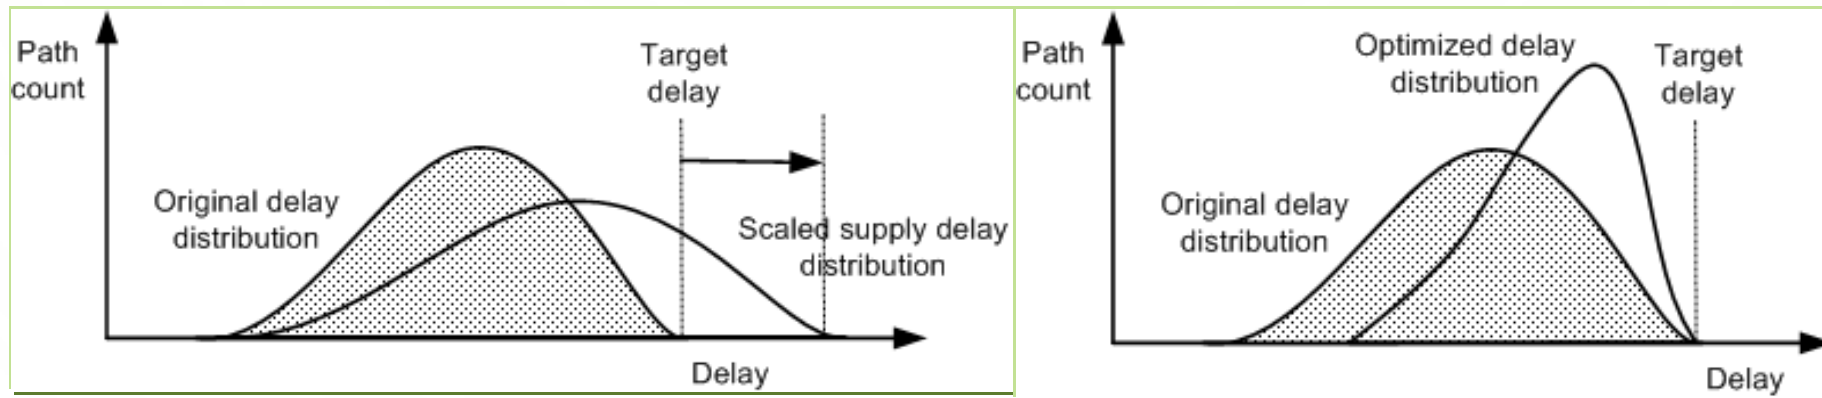 Path
count
Target
delay
Original delay
distribution
Scaled supply delay
distribution
Delay
Path
count
Optimized delay
distribution
Target
delay
Original delay
distribution
Delay